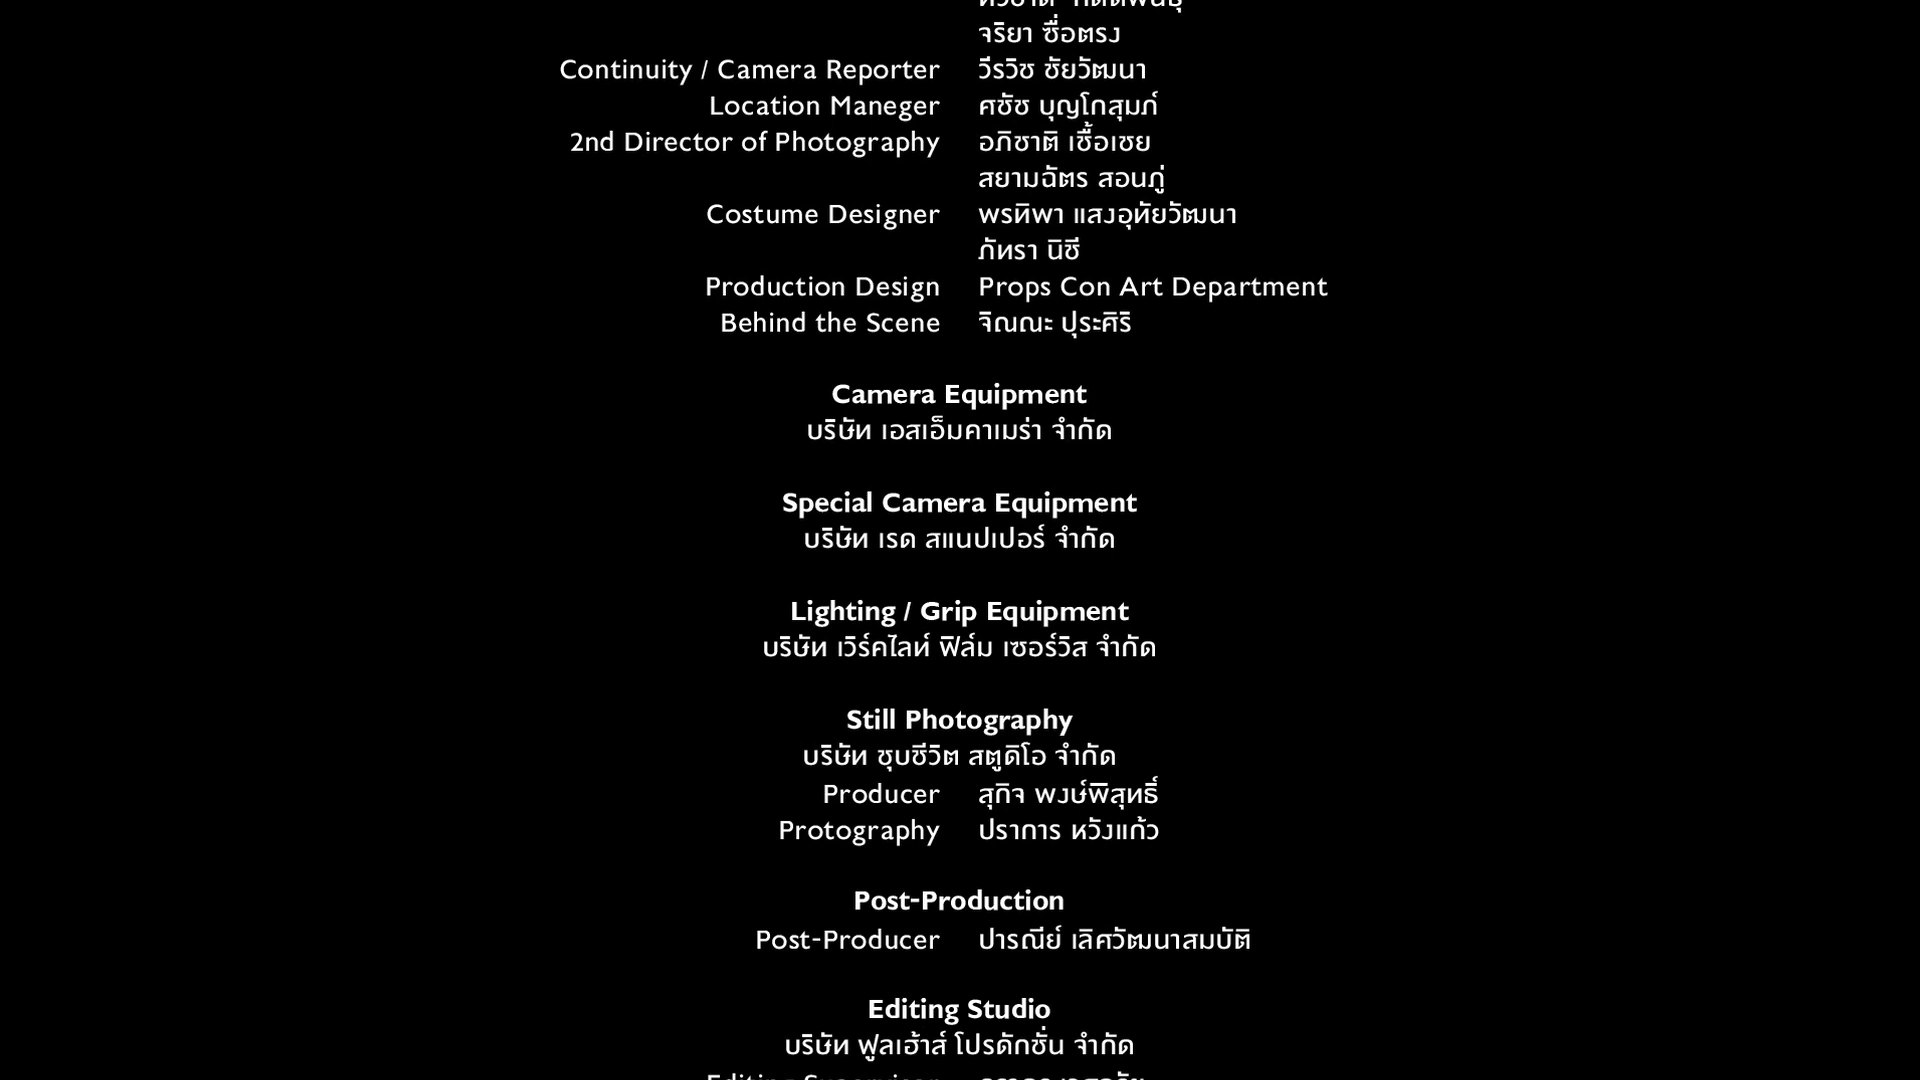 จริยา ซื่อตรง
Continuity / Camera Reporter วีรวิช ชัยวัฒนา
Location Maneger ศชัช บุญโกสุมภ์
2nd Director of Photography อภิชาติ เชื้อเชย
สยามฉัตร สอนภู่
Costume Designer พรทิพา แสงอุทัยวัฒนา
ภัทรา นิชี
Production Design Props Con Art Department
Behind the Scene จิณณะ ปุระศิริ
Camera Equipment
บริษัท เอสเอ็มคาเมร่า จำกัด
Special Camera Equipment
บริษัท เรด สแนปเปอร์ จำกัด
Lighting / Grip Equipment
บริษัท เวิร์คไลท์ ฟิล์ม เซอร์วิส จำกัด
Still Photography
บริษัท ชุบชีวิต สตูดิโอ จำกัด
Producer สุกิจ พงษ์พิสุทธิ์
Protography ปราการ หวังแก้ว
Post-Production
Post-Producer ปารณีย์ เลิศวัฒนาสมบัติ
Editing Studio
บริษัท ฟูลเฮ้าส์ โปรดักชั่น จำกัด